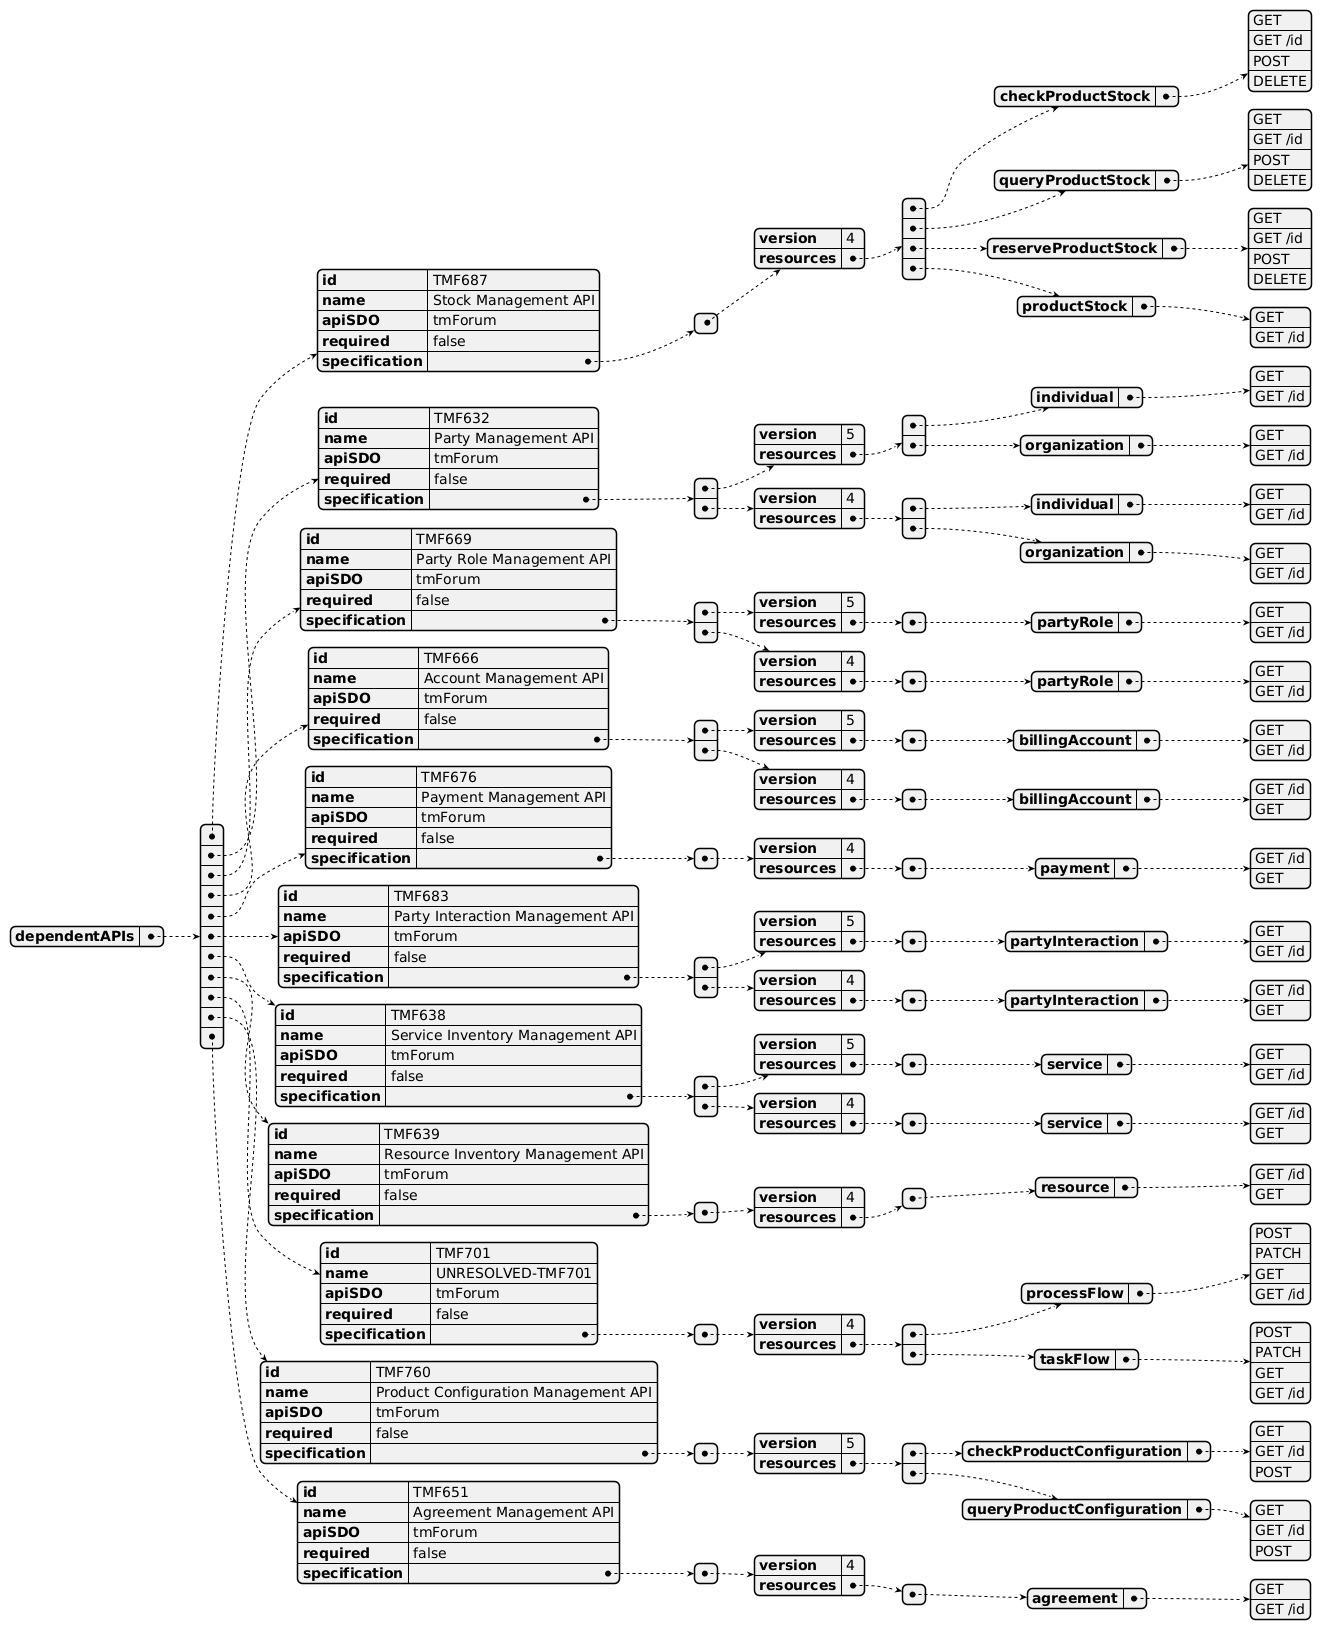 dependentAPIs
id TMF687
name Stock Management API
apiSDO tmForum
required false
specification
version 4
resources
checkProductStock
GET
GET /id
POST
DELETE
queryProductStock
GET
GET /id
POST
DELETE
reserveProductStock
GET
GET /id
POST
DELETE
productStock
GET
GET /id
id TMF632
name Party Management API
apiSDO tmForum
required false
specification
version 5
resources
individual
GET
GET /id
organization
GET
GET /id
version 4
resources
individual
GET
GET /id
organization
GET
GET /id
id TMF669
name Party Role Management API
apiSDO tmForum
required false
specification
version 5
resources
partyRole
GET
GET /id
version 4
resources
partyRole
GET
GET /id
id TMF666
name Account Management API
apiSDO tmForum
required false
specification
version 5
resources
billingAccount
GET
GET /id
version 4
resources
billingAccount
GET /id
GET
id TMF676
name Payment Management API
apiSDO tmForum
required false
specification
version 4
resources
payment
GET /id
GET
id TMF683
name Party Interaction Management API
apiSDO tmForum
required false
specification
version 5
resources
partyInteraction
GET
GET /id
version 4
resources
partyInteraction
GET /id
GET
id TMF638
name Service Inventory Management API
apiSDO tmForum
required false
specification
version 5
resources
service
GET
GET /id
version 4
resources
service
GET /id
GET
id TMF639
name Resource Inventory Management API
apiSDO tmForum
required false
specification
version 4
resources
resource
GET /id
GET
id TMF701
name UNRESOLVED-TMF701
apiSDO tmForum
required false
specification
version 4
resources
processFlow
POST
PATCH
GET
GET /id
taskFlow
POST
PATCH
GET
GET /id
id TMF760
name Product Configuration Management API
apiSDO tmForum
required false
specification
version 5
resources
checkProductConfiguration
GET
GET /id
POST
queryProductConfiguration
GET
GET /id
POST
id TMF651
name Agreement Management API
apiSDO tmForum
required false
specification
version 4
resources
agreement
GET
GET /id